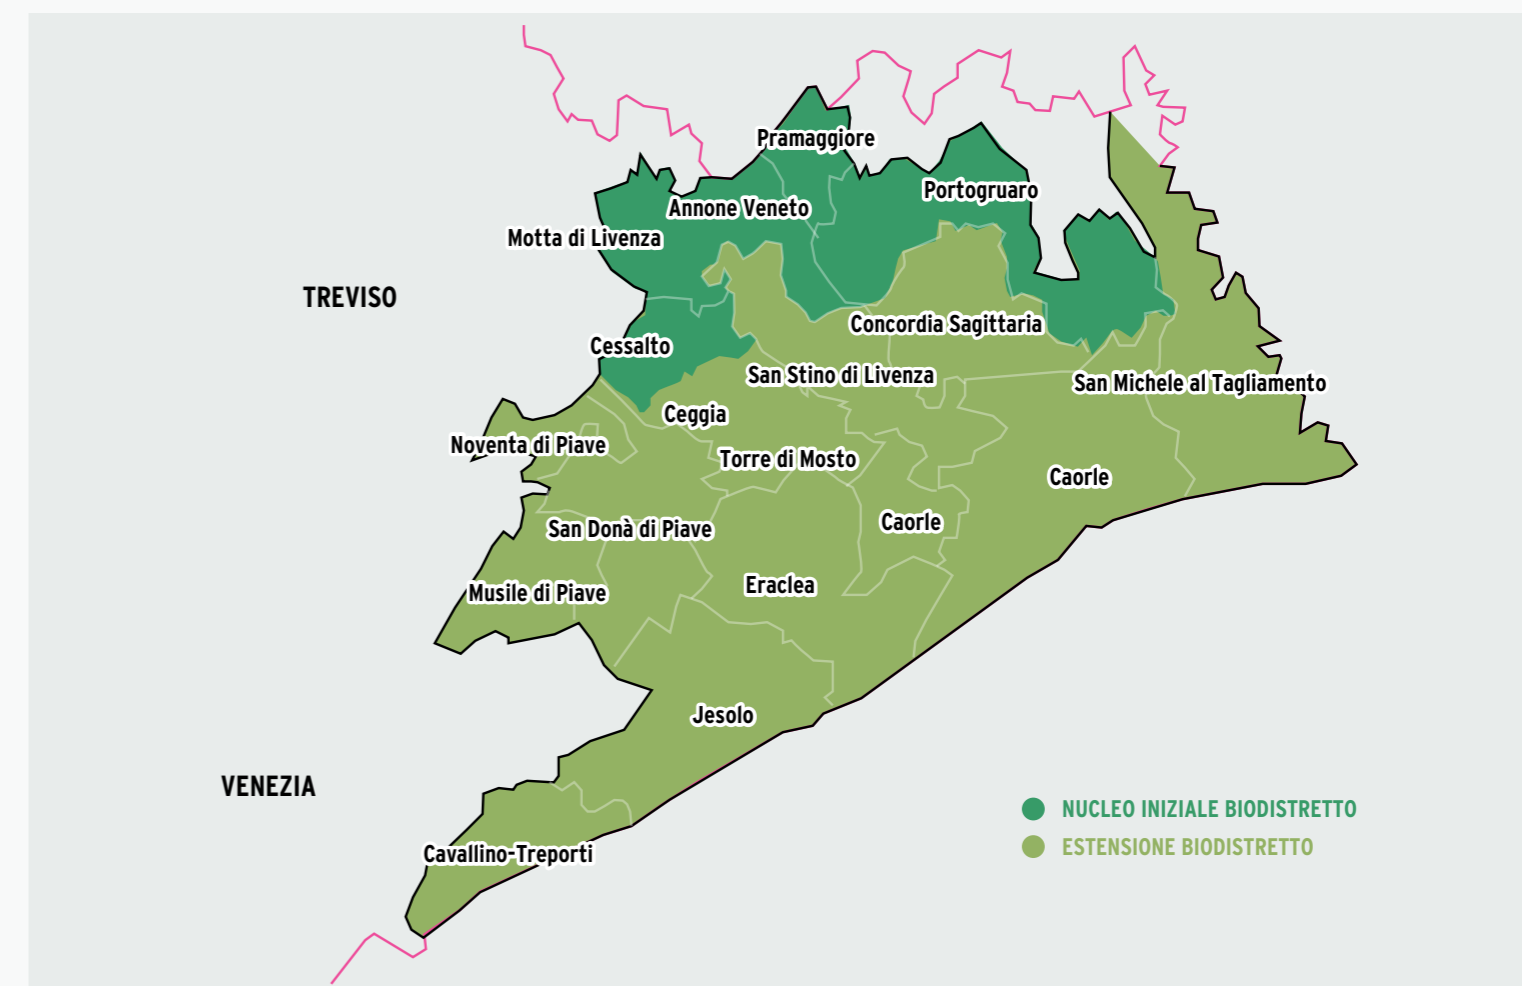 Pramaggiore
Portogruaro
Annone Veneto
Motta di Livenza
TREVISO
Concordia Sagittaria
Cessalto
San Stino di Livenza
San Michele al Tagliamento
Ceggia
Noventa di Piave
Torre di Mosto
Caorle
Caorle
San Donà di Piave
Eraclea
Musile di Piave
Jesolo
VENEZIA
NUCLEO INIZIALE BIODISTRETTO
ESTENSIONE BIODISTRETTO
Cavallino-Treporti